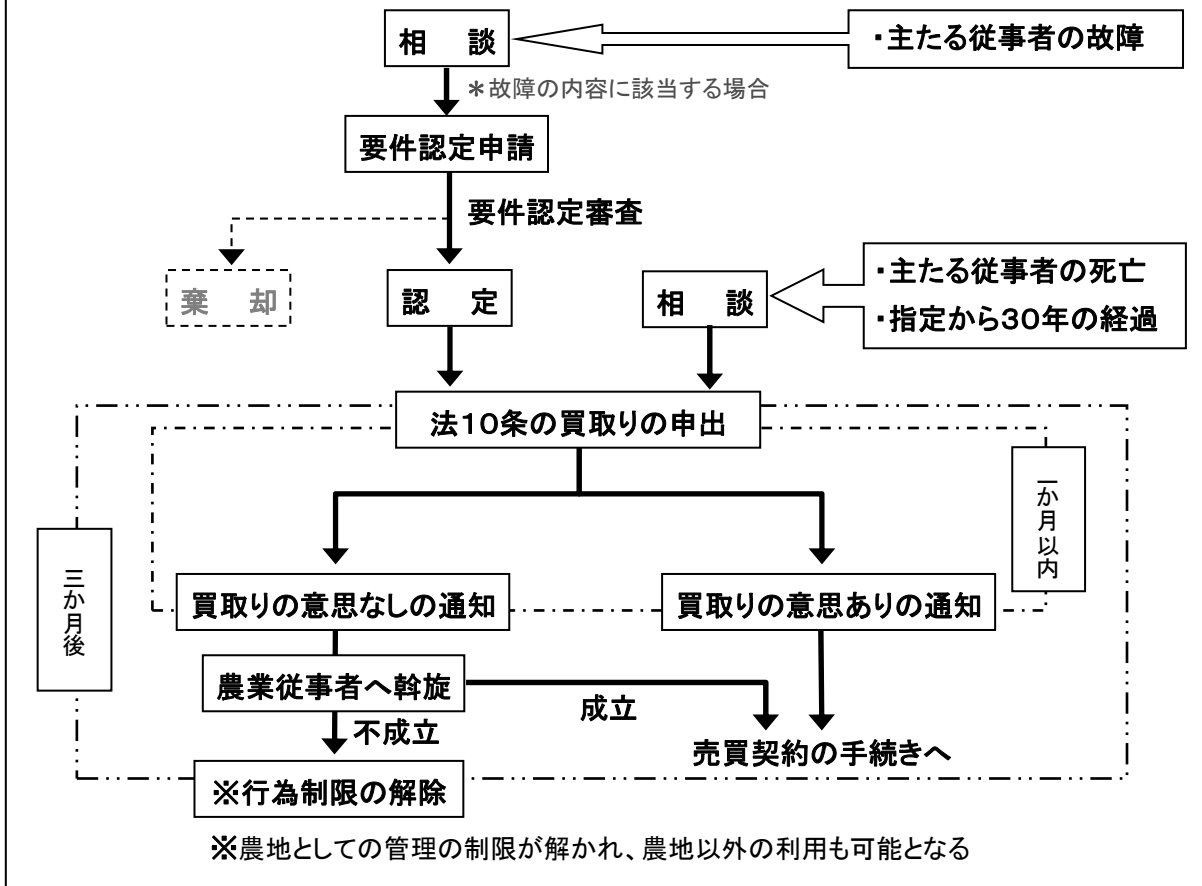 相　談
・主たる従事者の故障
＊故障の内容に該当する場合
要件認定申請
要件認定審査
棄　却
認　定
相　談
・主たる従事者の死亡
・指定から３０年の経過
法１０条の買取りの申出
一か月以内
三か月後
買取りの意思なしの通知
買取りの意思ありの通知
農業従事者へ斡旋
成立
不成立
売買契約の手続きへ
※行為制限の解除
※農地としての管理の制限が解かれ、農地以外の利用も可能となる